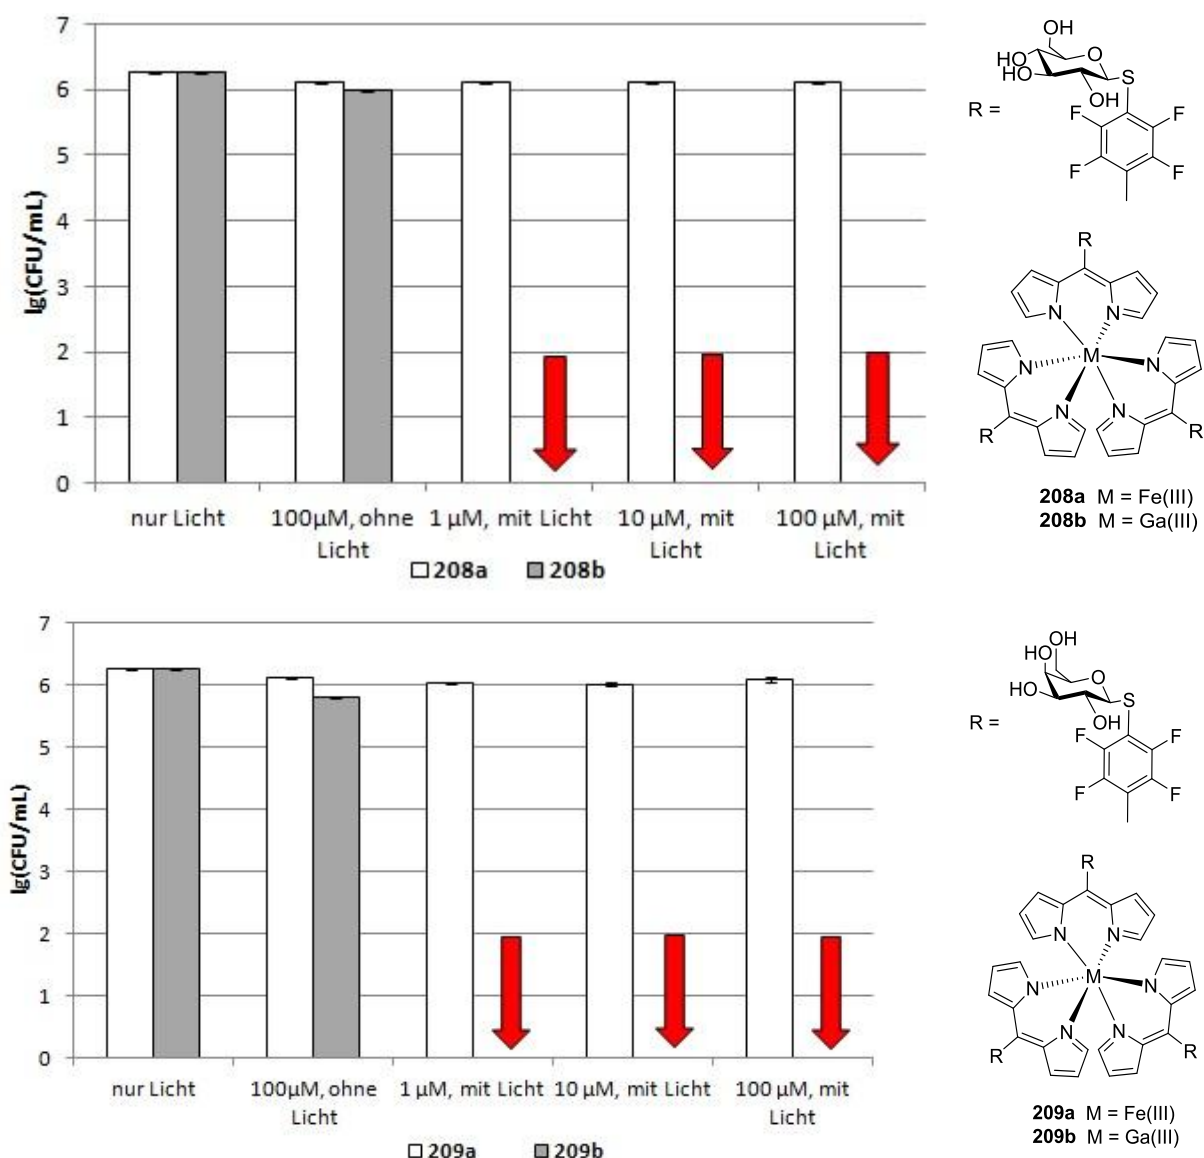 7
6
5
4
3
2
1
0
lg(CFU/mL)
nur Licht
100µM, ohne
Licht
1 µM, mit Licht
10 µM, mit
Licht
100 µM, mit
Licht
208a
208b
OH
HO
O
HO
S
OH
R =
F
F
F
F
R
N
N
N
M
N
N
N
R
R
208a M = Fe(III)
208b M = Ga(III)
7
6
5
4
3
2
1
0
lg(CFU/mL)
nur Licht
100µM, ohne
Licht
1 µM, mit Licht
10 µM, mit Licht
100 µM, mit
Licht
209a
209b
OH
HO
O
HO
S
OH
R =
F
F
F
F
R
N
N
N
M
N
N
N
R
R
209a M = Fe(III)
209b M = Ga(III)